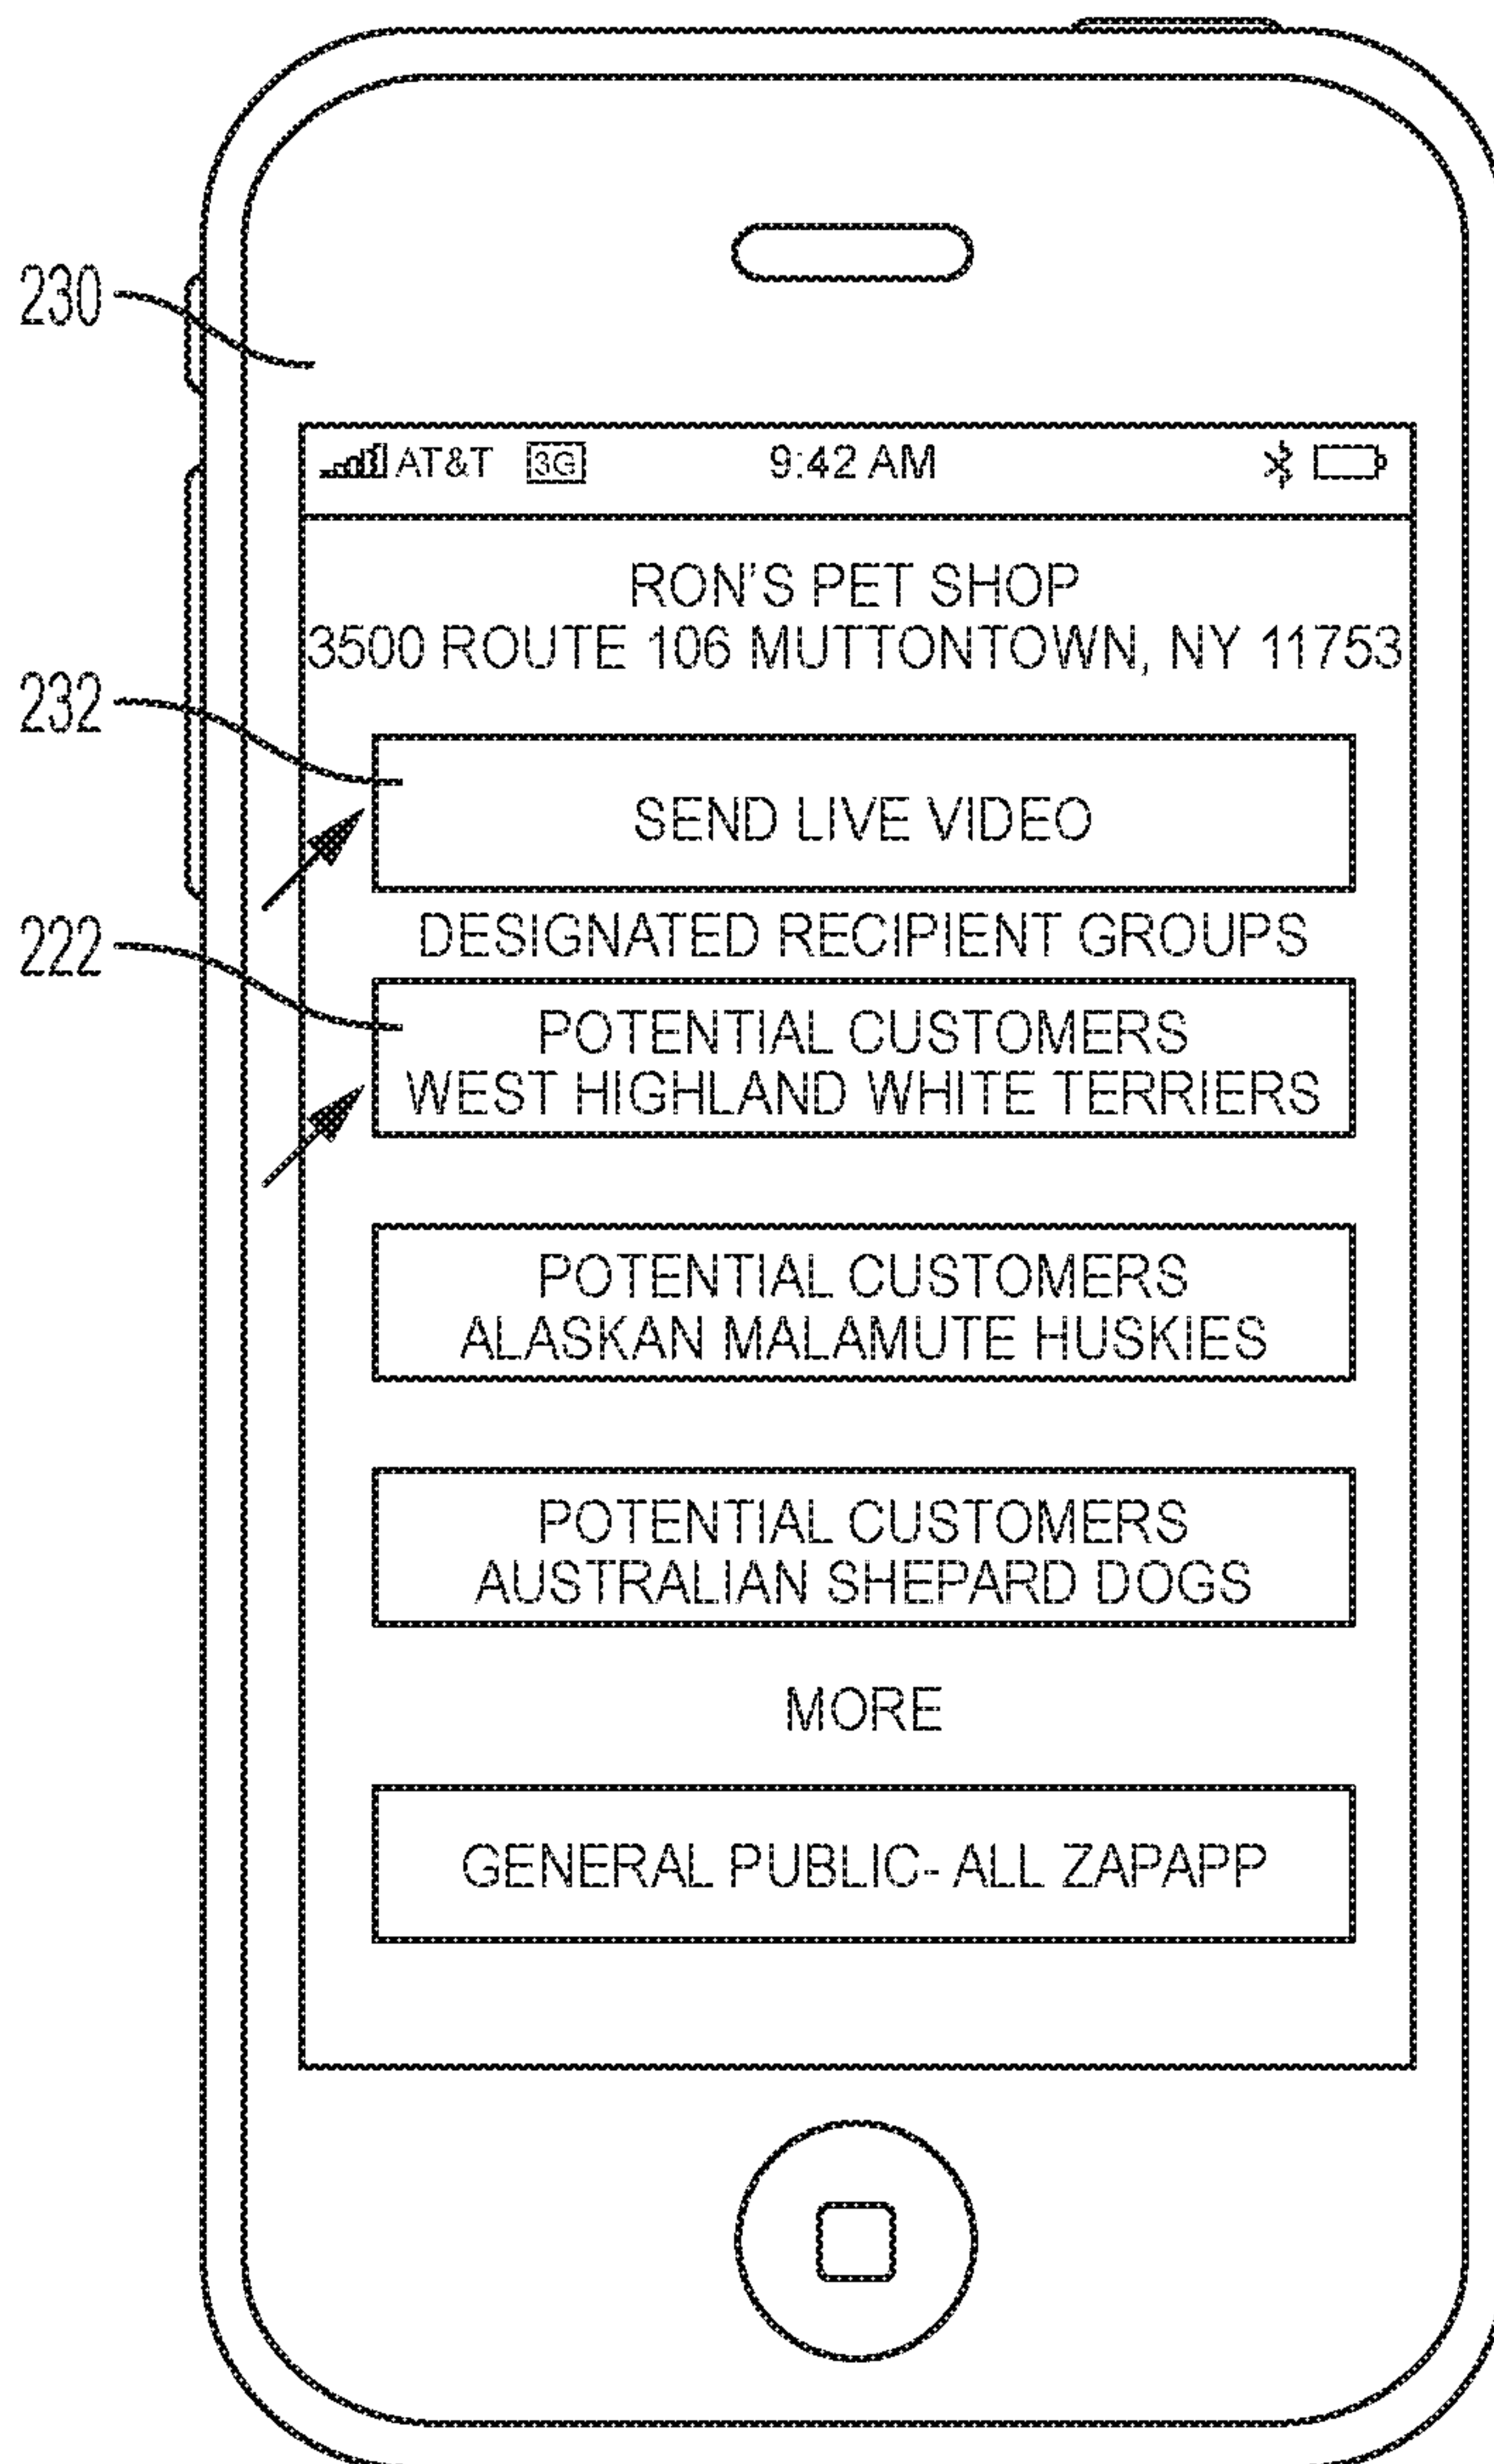 230
AT&T 3G 9:42 AM
RON'S PET SHOP
3500 ROUTE 106 MUTTONTOWN, NY 11753
232
SEND LIVE VIDEO
222
DESIGNATED RECIPIENT GROUPS
POTENTIAL CUSTOMERS
WEST HIGHLAND WHITE TERRIERS
POTENTIAL CUSTOMERS
ALASKAN MALAMUTE HUSKIES
POTENTIAL CUSTOMERS
AUSTRALIAN SHEPARD DOGS
MORE
GENERAL PUBLIC- ALL ZAPAPP